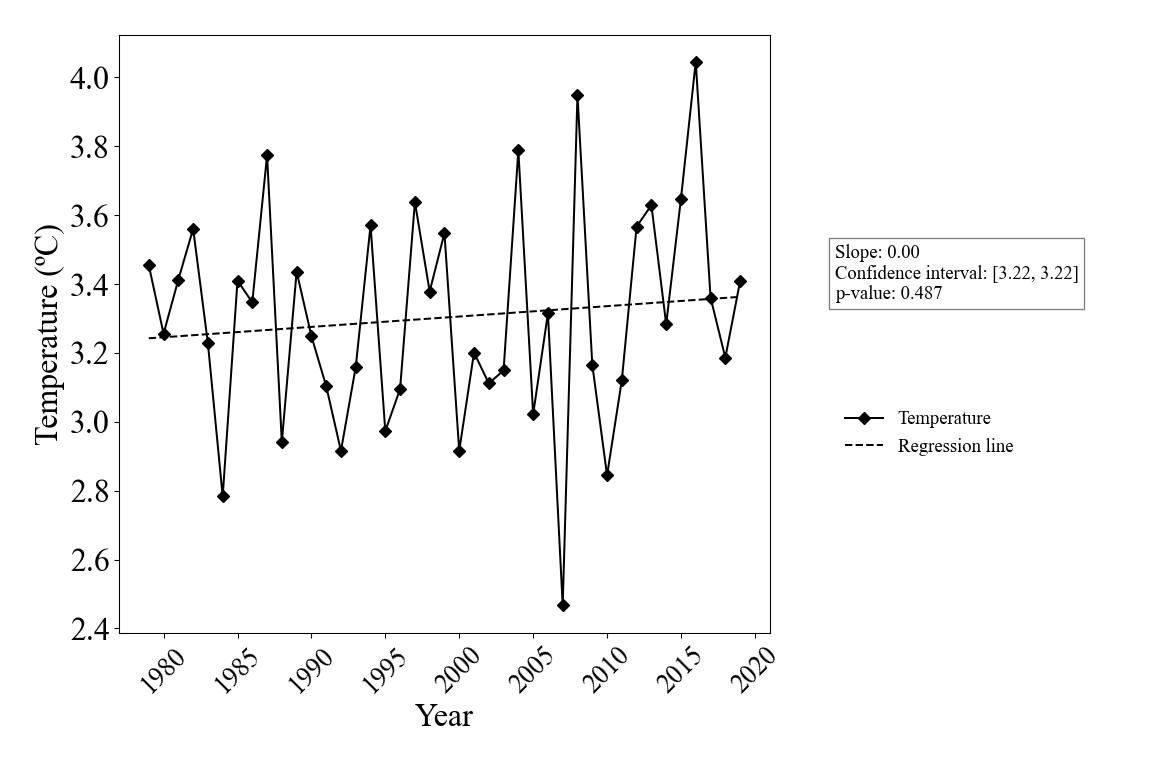 4.0
3.8
3.6
3.4
3.2
3.0
2.8
2.6
2.4
Temperature (ºC)
1980
1985
1990
1995
2000
2005
2010
2015
2020
Year
Slope: 0.00
Confidence interval: [3.22, 3.22]
p-value: 0.487
Temperature
Regression line